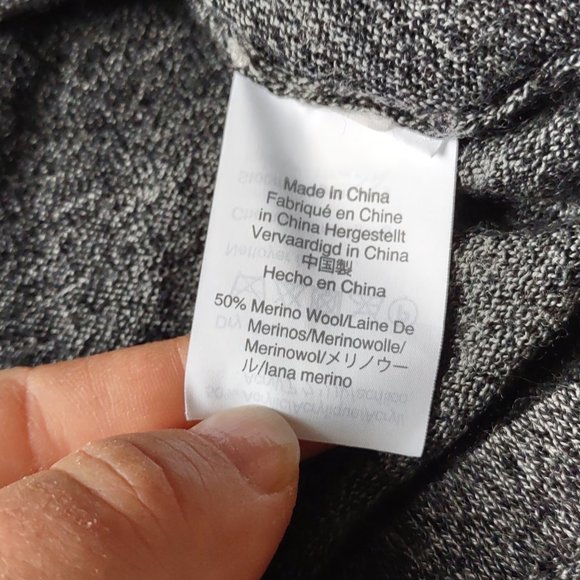 Made in China
Fabriqué en Chine
in China Hergestellt
Vervaardigd in China
中国製
Hecho en China
50% Merino Wool/Laine De
Merinos/Merinowolle/
Merinowol/メリノウー
ル/lana merino